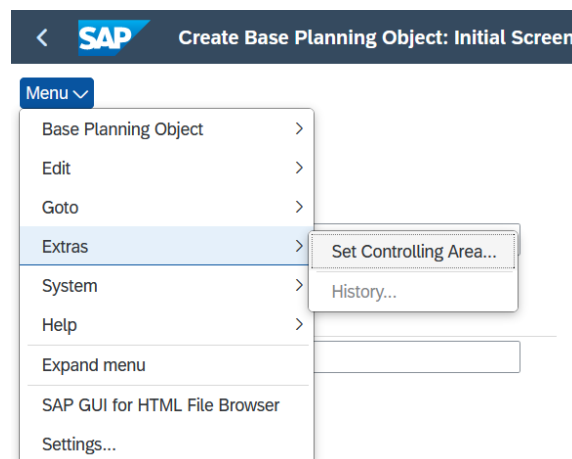 SAP Create Base Planning Object: Initial Screen
Menu
Base Planning Object
Edit
Goto
Extras
Set Controlling Area...
System
History...
Help
Expand menu
SAP GUI for HTML File Browser
Settings...